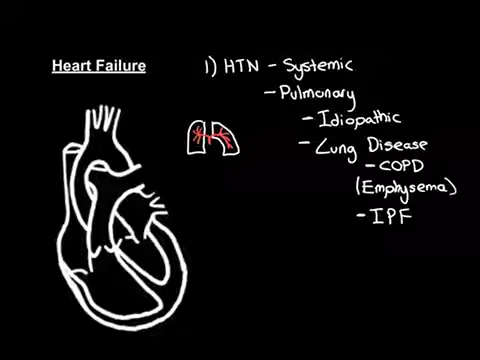 Heart Failure
1) HTN - Systemic
- Pulmonary
- Idiopathic
- Lung Disease
- COPD
(Emphysema)
- IPF